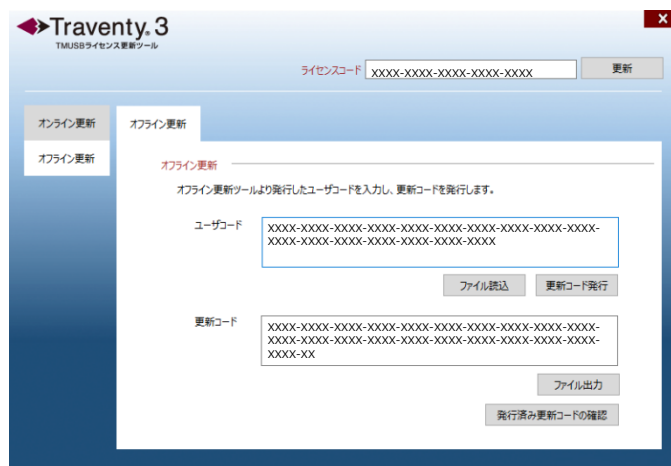 Traventy. 3
TMUSBライセンス更新ツール
X
ライセンスコード XXXX-XXXX-XXXX-XXXX-XXXX 更新
オンライン更新
オフライン更新
オフライン更新
オフライン更新
オフライン更新ツールより発行したユーザコードを入力し、更新コードを発行します。
ユーザコード
XXXX-XXXX-XXXX-XXXX-XXXX-XXXX-XXXX-XXXX-XXXX-XXXX-
XXXX-XXXX-XXXX-XXXX-XXXX-XXXX-XXXX
ファイル読込 更新コード発行
更新コード
XXXX-XXXX-XXXX-XXXX-XXXX-XXXX-XXXX-XXXX-XXXX-XXXX-
XXXX-XXXX-XXXX-XXXX-XXXX-XXXX-XXXX-XXXX-XXXX-XXXX-
XXXX-XX
ファイル出力
発行済み更新コードの確認